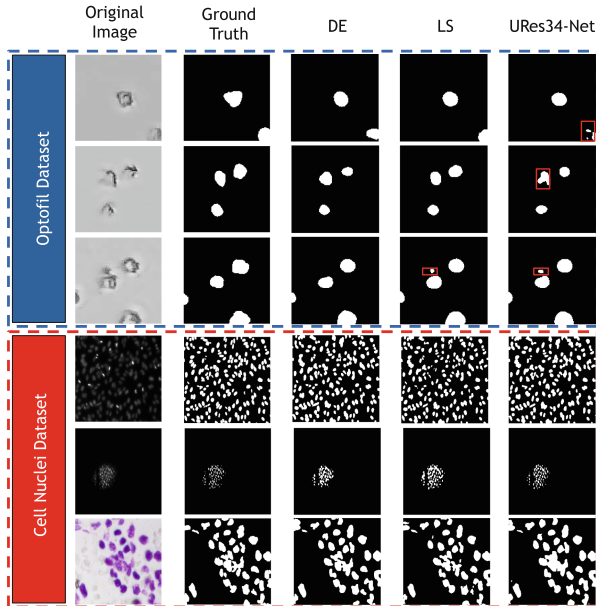 Original
Image
Ground
Truth
DE
LS
URes34-Net
Optofil Dataset
Cell Nuclei Dataset